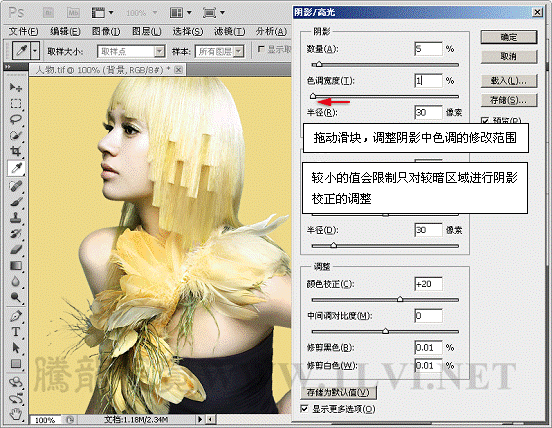 Ps
100%
文件(F) 编辑(E) 图像(I) 图层(L) 选择(S) 滤镜(T) 分析(A)
取样大小: 取样点 样本: 所有图层 显示取
人物.tif @ 100% (背景, RGB/8#) *
100% 文档:1.18M/2.34M
阴影/高光
阴影
数量(A): 5 %
色调宽度(T): 1 %
半径(R): 30 像素
拖动滑块，调整阴影中色调的修改范围
较小的值会限制只对较暗区域进行阴影
校正的调整
半径(D): 30 像素
调整
颜色校正(C): +20
中间调对比度(M): 0
修剪黑色(B): 0.01 %
修剪白色(W): 0.01 %
存储为默认值(V)
显示更多选项(O)
确定
取消
载入(L)...
存储(S)...
预览(P)